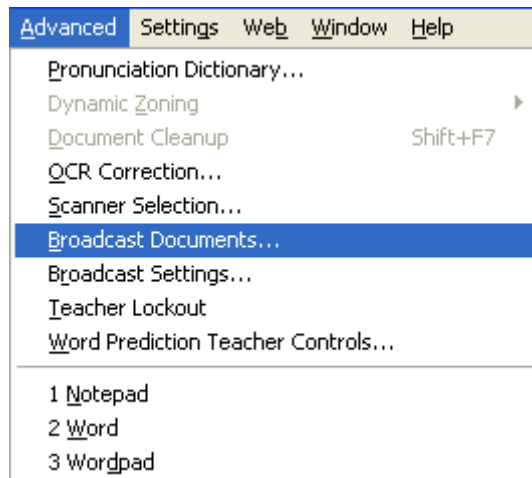 Advanced Settings Web Window Help
Pronunciation Dictionary...
Dynamic Zoning
Document Cleanup Shift+F7
OCR Correction...
Scanner Selection...
Broadcast Documents...
Broadcast Settings...
Teacher Lockout
Word Prediction Teacher Controls...
1 Notepad
2 Word
3 Wordpad